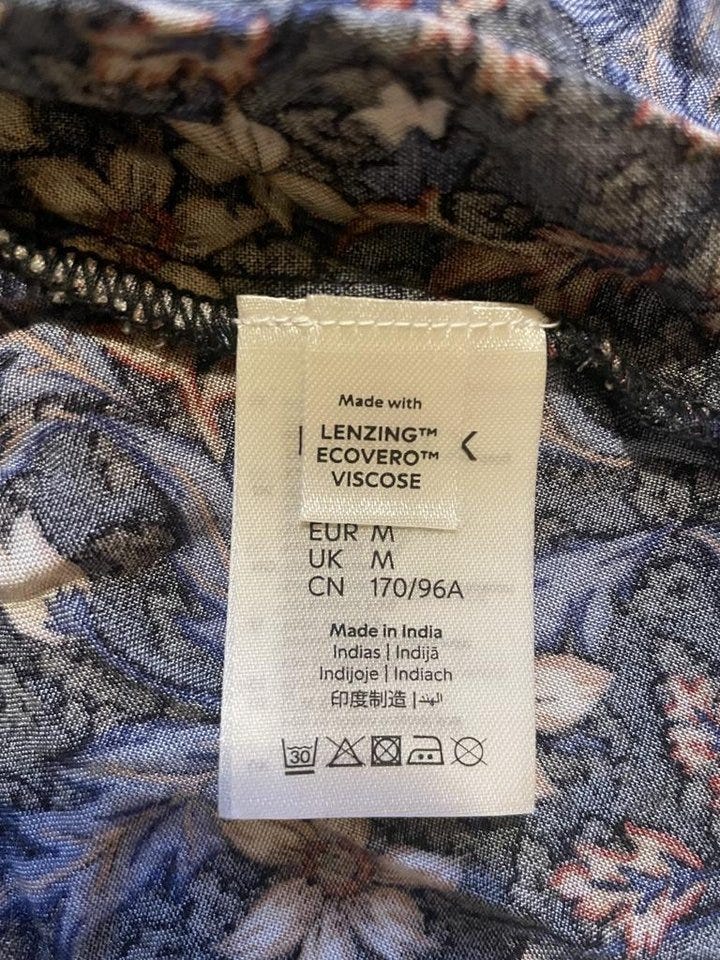 Made with
LENZING™
ECOVERO™
VISCOSE
EUR M
UK M
CN 170/96A
Made in India
Indias | Indijā
Indijoje | Indiach
印度制造 | الهند
30